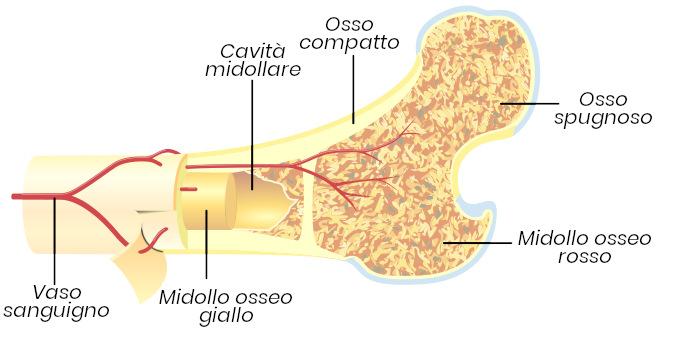 Osso
compatto
Cavità
midollare
Osso
spugnoso
Midollo osseo
rosso
Vaso
sanguigno
Midollo osseo
giallo